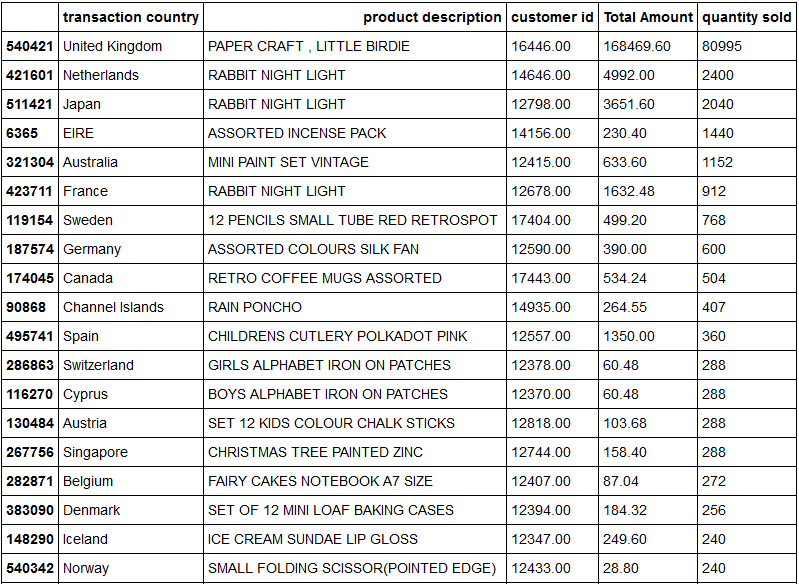 transaction country product description customer id Total Amount quantity sold
540421 United Kingdom PAPER CRAFT , LITTLE BIRDIE 16446.00 168469.60 80995
421601 Netherlands RABBIT NIGHT LIGHT 14646.00 4992.00 2400
511421 Japan RABBIT NIGHT LIGHT 12798.00 3651.60 2040
6365 EIRE ASSORTED INCENSE PACK 14156.00 230.40 1440
321304 Australia MINI PAINT SET VINTAGE 12415.00 633.60 1152
423711 France RABBIT NIGHT LIGHT 12678.00 1632.48 912
119154 Sweden 12 PENCILS SMALL TUBE RED RETROSPOT 17404.00 499.20 768
187574 Germany ASSORTED COLOURS SILK FAN 12590.00 390.00 600
174045 Canada RETRO COFFEE MUGS ASSORTED 17443.00 534.24 504
90868 Channel Islands RAIN PONCHO 14935.00 264.55 407
495741 Spain CHILDRENS CUTLERY POLKADOT PINK 12557.00 1350.00 360
286863 Switzerland GIRLS ALPHABET IRON ON PATCHES 12378.00 60.48 288
116270 Cyprus BOYS ALPHABET IRON ON PATCHES 12370.00 60.48 288
130484 Austria SET 12 KIDS COLOUR CHALK STICKS 12818.00 103.68 288
267756 Singapore CHRISTMAS TREE PAINTED ZINC 12744.00 158.40 288
282871 Belgium FAIRY CAKES NOTEBOOK A7 SIZE 12407.00 87.04 272
383090 Denmark SET OF 12 MINI LOAF BAKING CASES 12394.00 184.32 256
148290 Iceland ICE CREAM SUNDAE LIP GLOSS 12347.00 249.60 240
540342 Norway SMALL FOLDING SCISSOR(POINTED EDGE) 12433.00 28.80 240